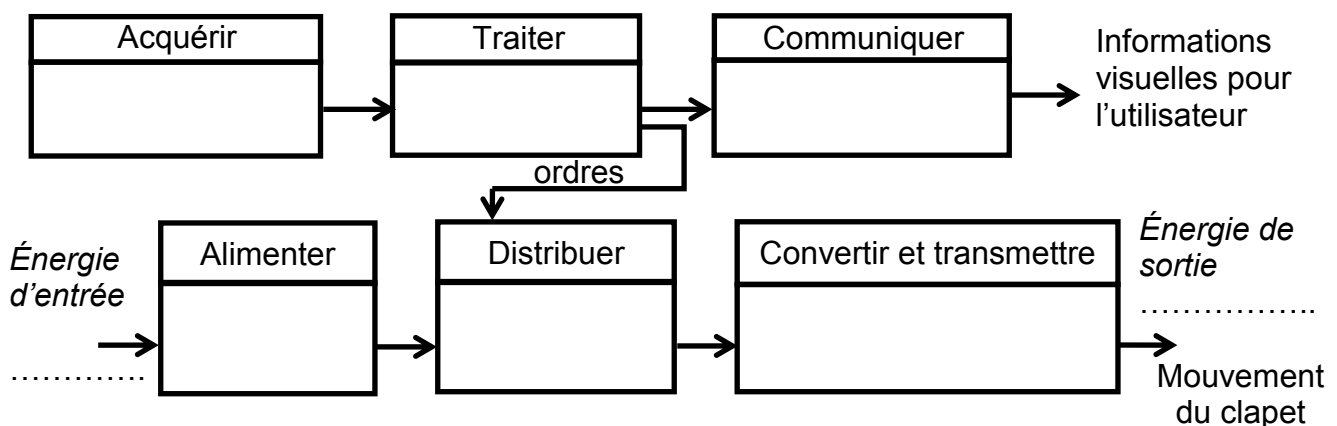 Acquérir
Traiter
Communiquer
Informations
visuelles pour
l’utilisateur
ordres
Énergie
d’entrée
………….
Alimenter
Distribuer
Convertir et transmettre
Énergie de
sortie
……………..
Mouvement
du clapet